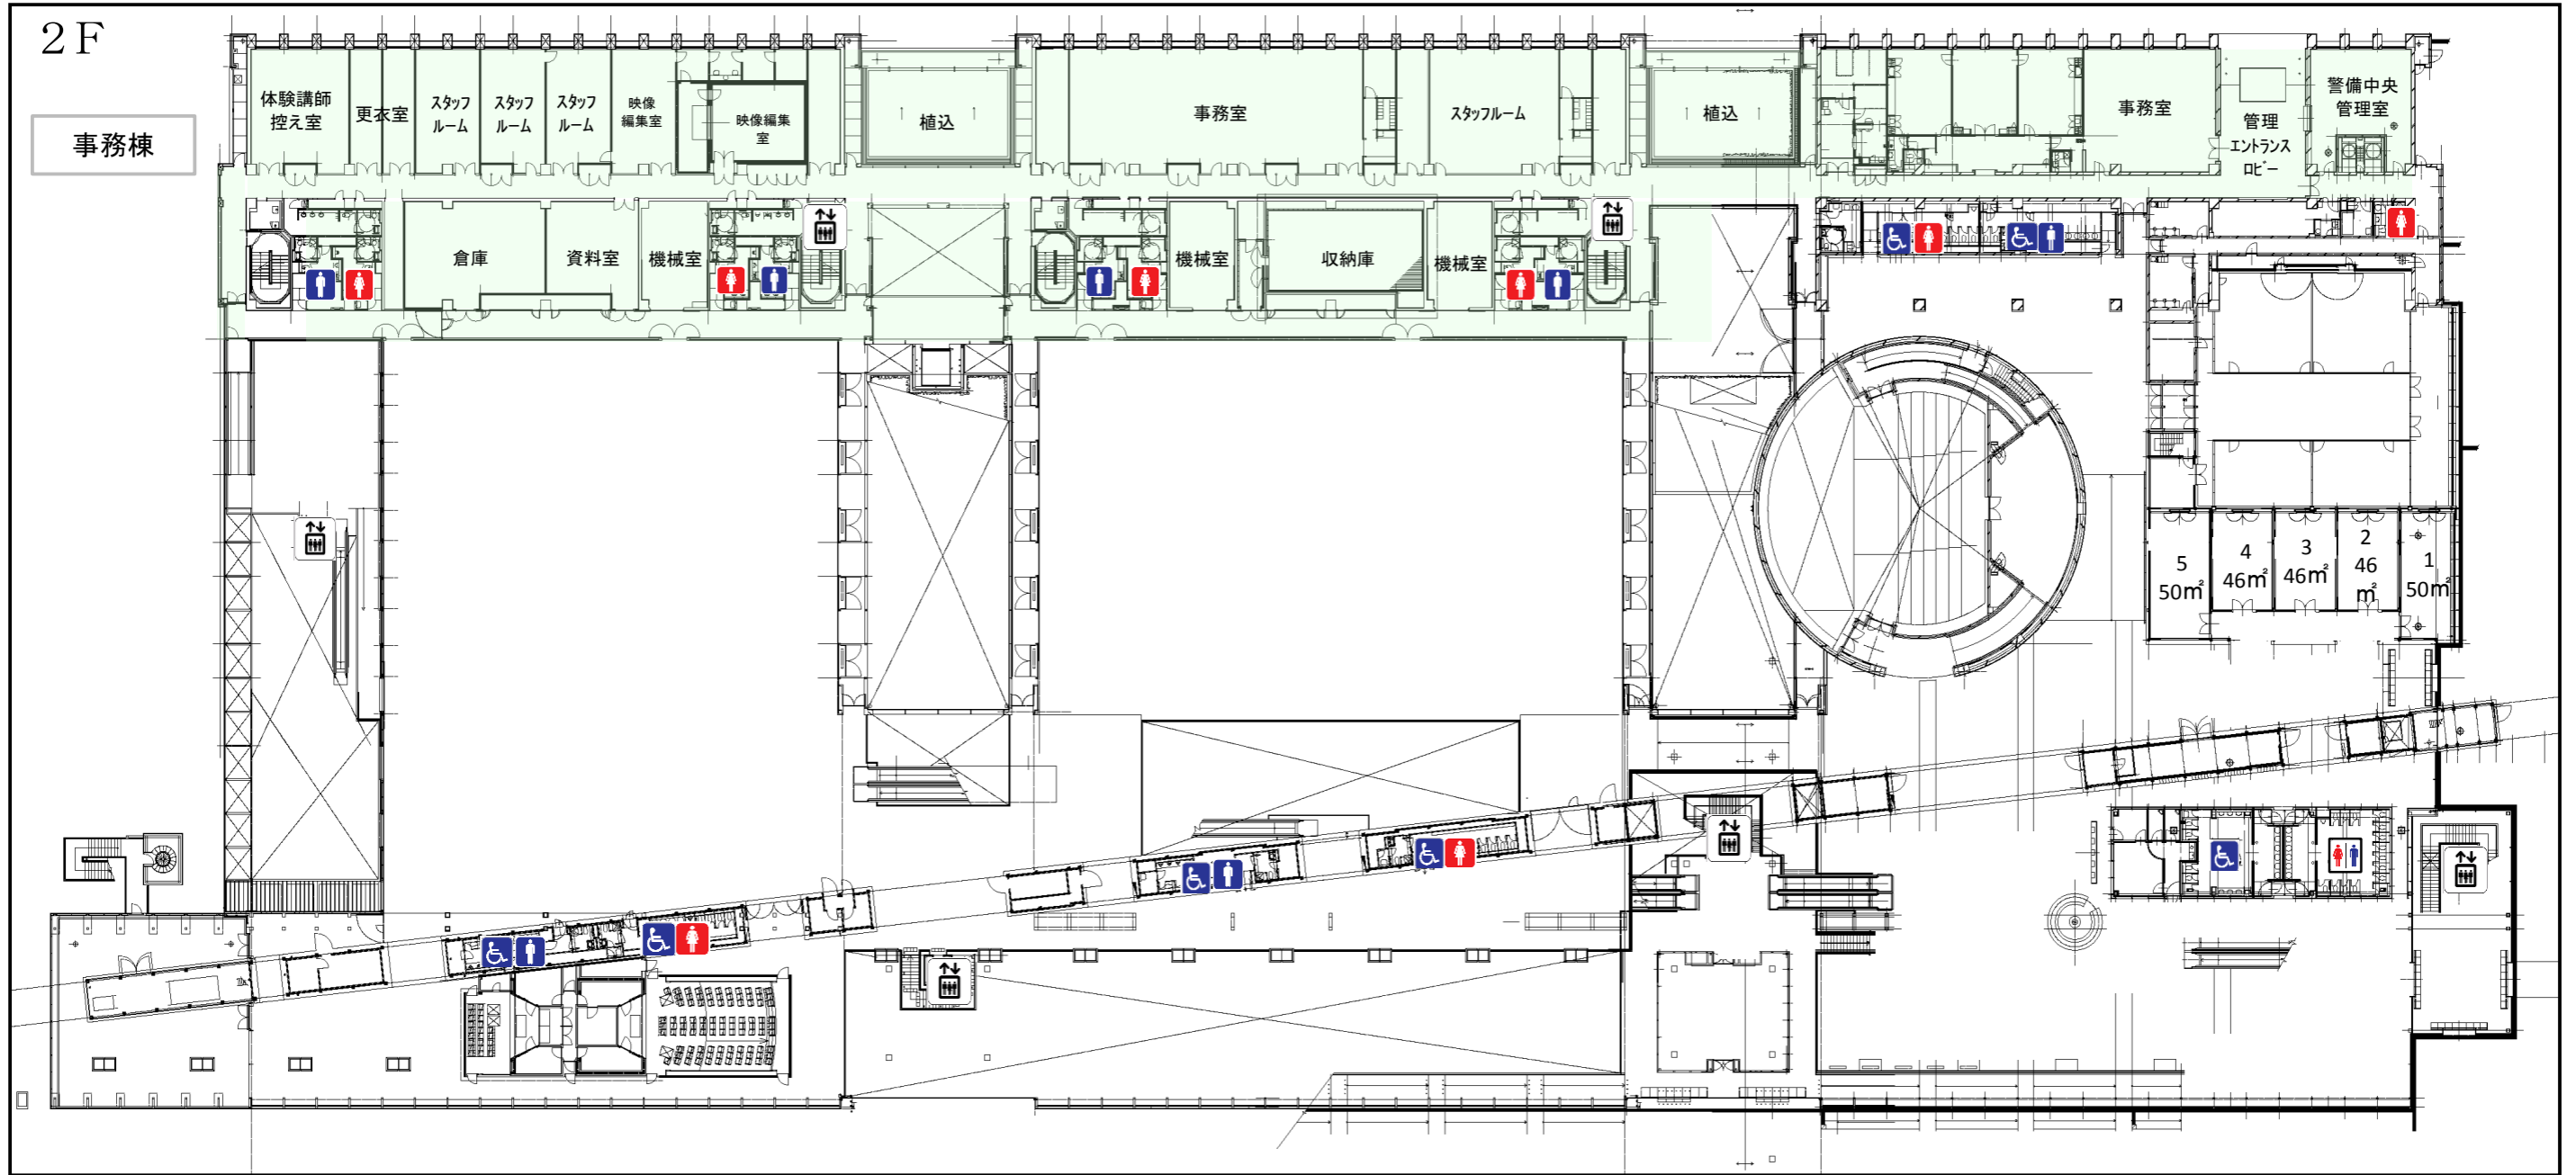 2F
事務棟
体験講師
控え室
更衣室
スタッフ
ルーム
スタッフ
ルーム
スタッフ
ルーム
映像
編集室
映像編集
室
植込
事務室
スタッフルーム
植込
事務室
管理
エントランス
ロビー
警備中央
管理室
倉庫
資料室
機械室
機械室
収納庫
機械室
5
50㎡
4
46㎡
3
46㎡
2
46
㎡
1
50㎡